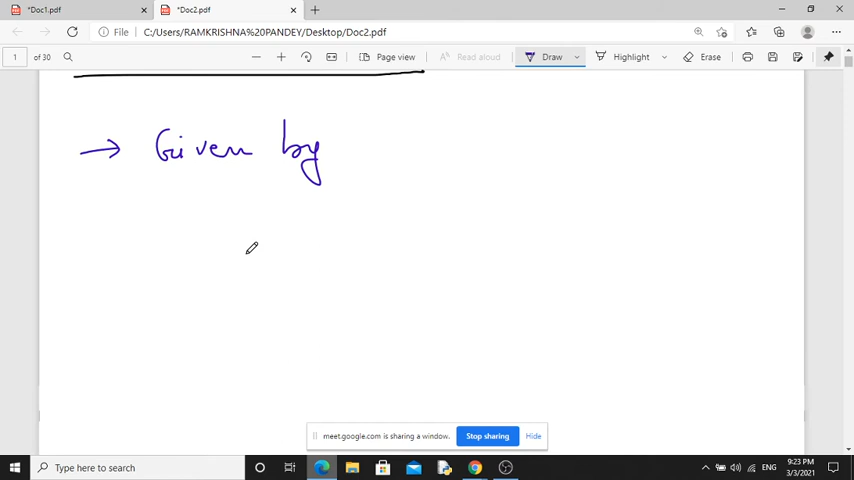 *Doc1.pdf
*Doc2.pdf
File C:/Users/RAMKRISHNA%20PANDEY/Desktop/Doc2.pdf
1 of 30 Page view Read aloud Draw Highlight Erase
→ Given by
meet.google.com is sharing a window. Stop sharing Hide
Type here to search
ENG
9:23 PM
3/3/2021